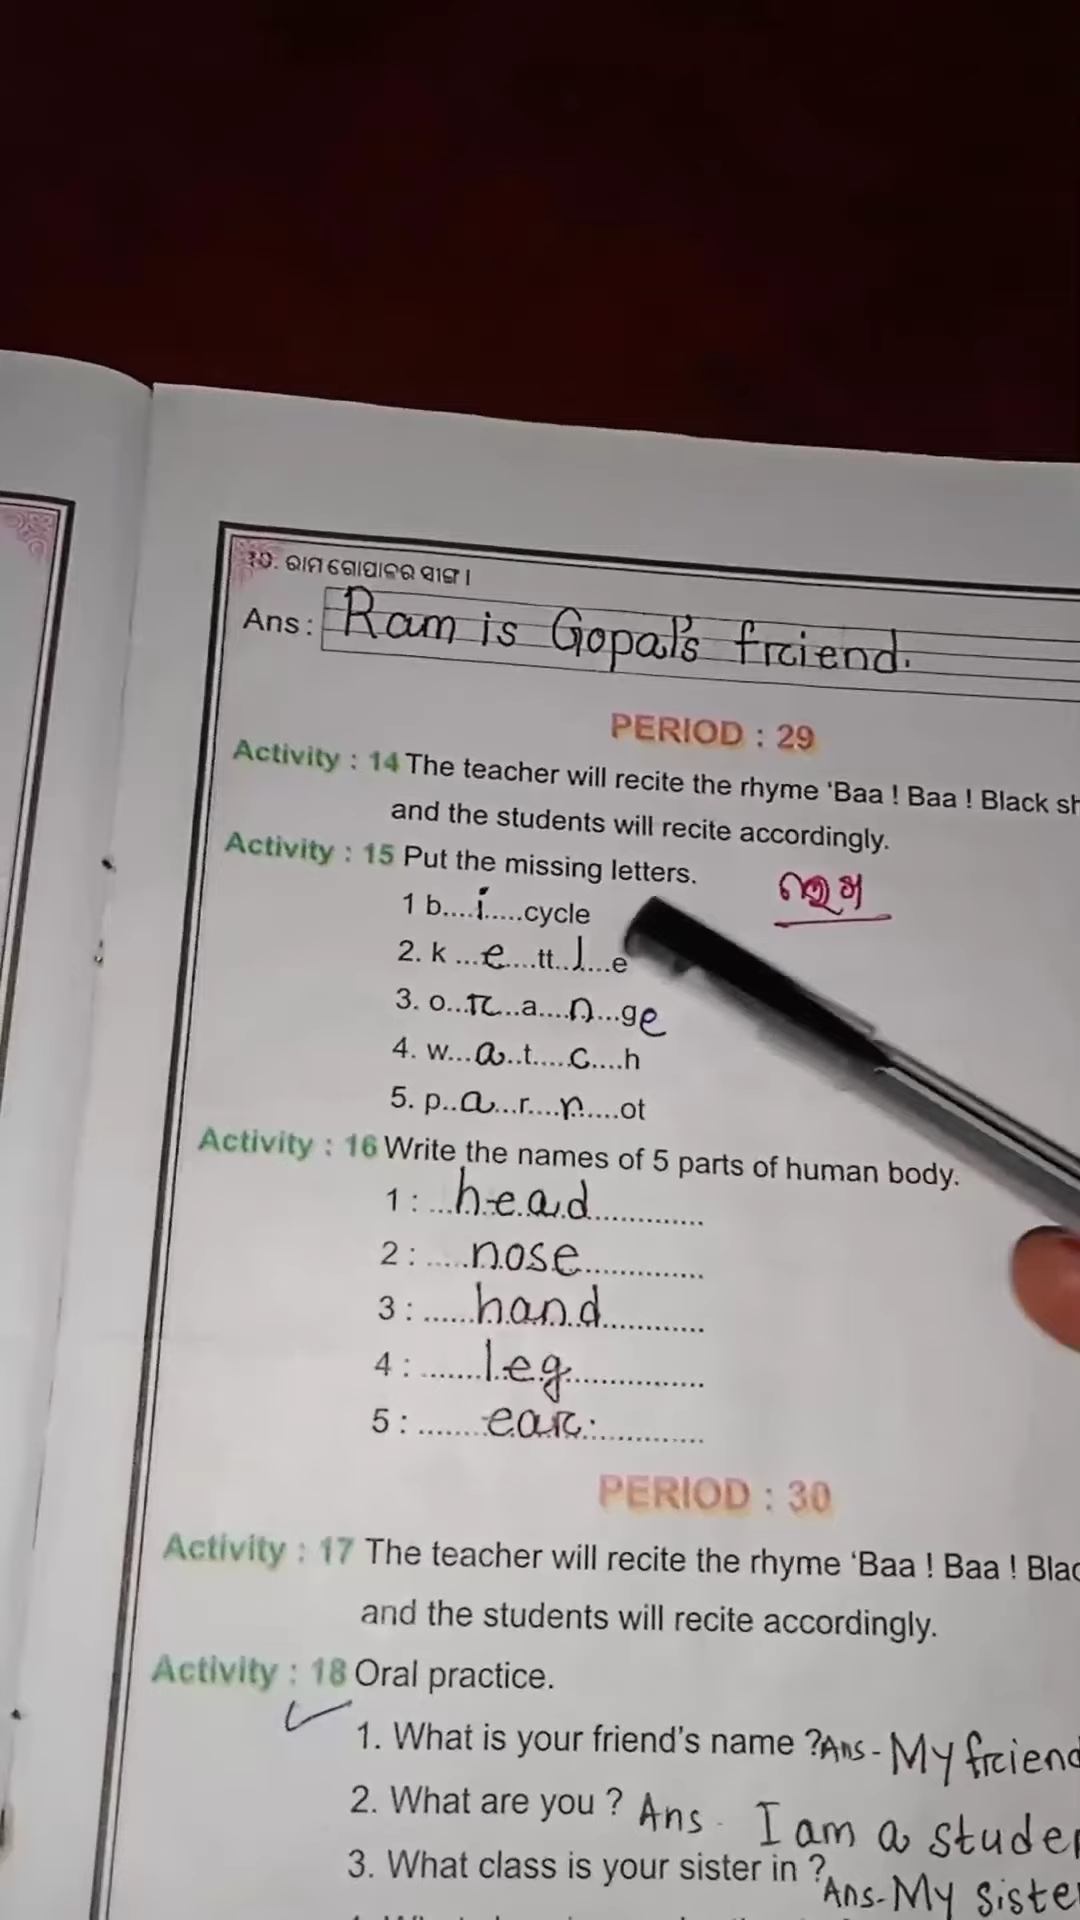 ୨୦. ରାମ ଗୋପାଳର ସାଙ୍ଗ ।
Ans : Ram is Gopal's friend.
PERIOD : 29
Activity : 14 The teacher will recite the rhyme ‘Baa ! Baa ! Black sh
and the students will recite accordingly.
Activity : 15 Put the missing letters.
1 b....i.....cycle
2. k ...e....tt..l...e
3. o...r...a....n...ge
4. w...a..t.....c....h
5. p..a...r....r.....ot
Activity : 16 Write the names of 5 parts of human body.
1 : ...head............
2 : .....nose............
3 : ......hand...........
4 : .......leg..............
5 : .......ear:...........
PERIOD : 30
Activity : 17 The teacher will recite the rhyme ‘Baa ! Baa ! Blac
and the students will recite accordingly.
Activity : 18 Oral practice.
1. What is your friend's name ? Ans - My friend
2. What are you ? Ans - I am a studen
3. What class is your sister in ? Ans - My siste